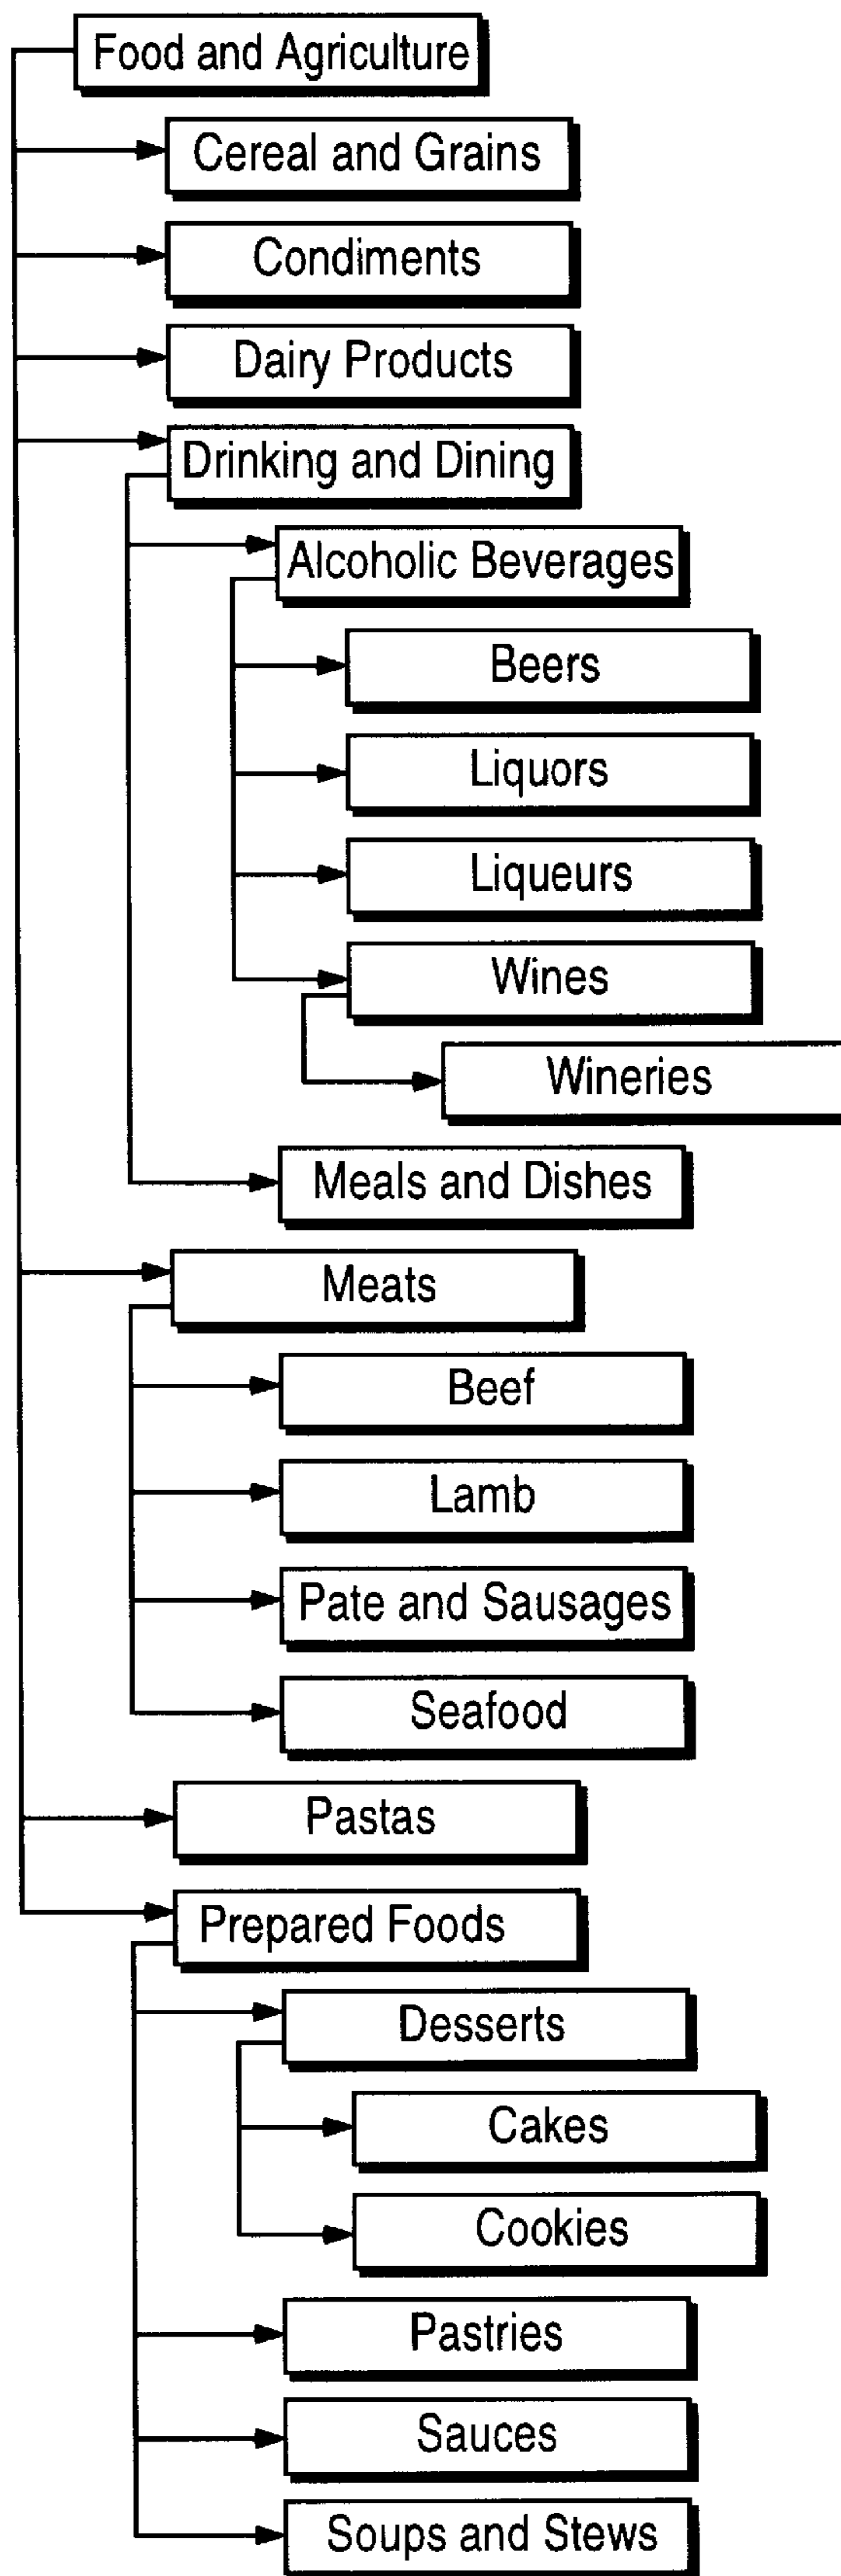 Food and Agriculture
Cereal and Grains
Condiments
Dairy Products
Drinking and Dining
Alcoholic Beverages
Beers
Liquors
Liqueurs
Wines
Wineries
Meals and Dishes
Meats
Beef
Lamb
Pate and Sausages
Seafood
Pastas
Prepared Foods
Desserts
Cakes
Cookies
Pastries
Sauces
Soups and Stews